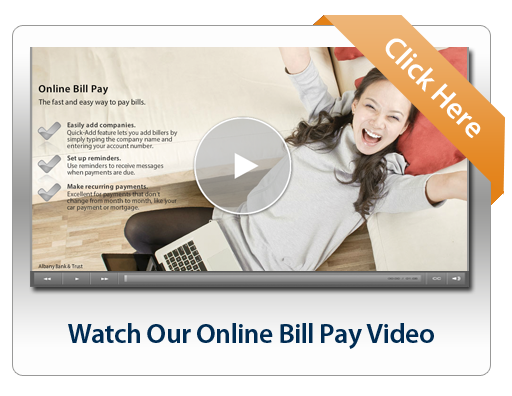 Click Here
Online Bill Pay
The fast and easy way to pay bills.
Easily add companies.
Quick-Add feature lets you add billers by
simply typing the company name and
entering your account number.
Set up reminders.
Use reminders to receive messages
when payments are due.
Make recurring payments.
Excellent for payments that don't
change from month to month, like your
car payment or mortgage.
Albany Bank & Trust
CC
Watch Our Online Bill Pay Video